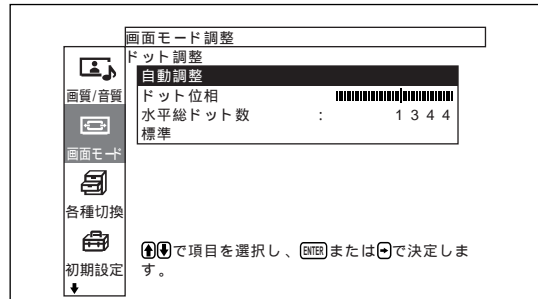 画面モード調整
ドット調整
自動調整
画質/音質
ドット位相
水平総ドット数 : 1344
標準
画面モード
各種切換
初期設定
で項目を選択し、ENTERまたはで決定しま
す。